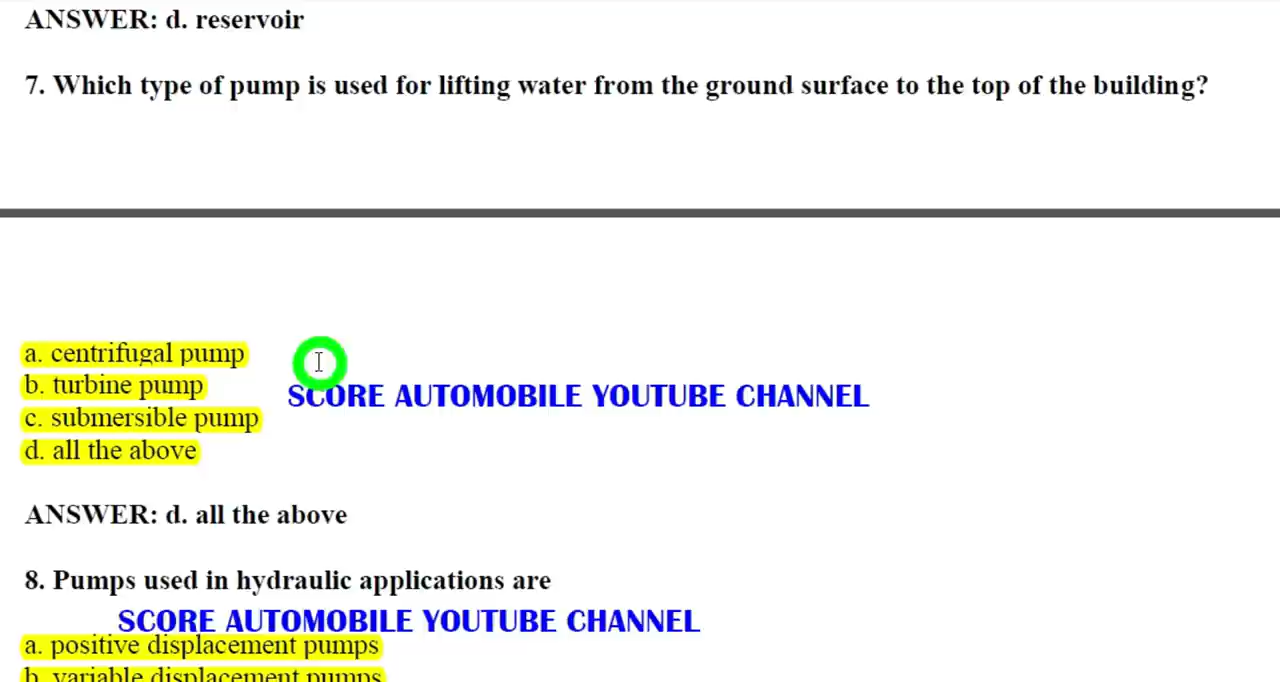 ANSWER: d. reservoir
7. Which type of pump is used for lifting water from the ground surface to the top of the building?
a. centrifugal pump
b. turbine pump
SCORE AUTOMOBILE YOUTUBE CHANNEL
c. submersible pump
d. all the above
ANSWER: d. all the above
8. Pumps used in hydraulic applications are
SCORE AUTOMOBILE YOUTUBE CHANNEL
a. positive displacement pumps
b. variable displacement pumps